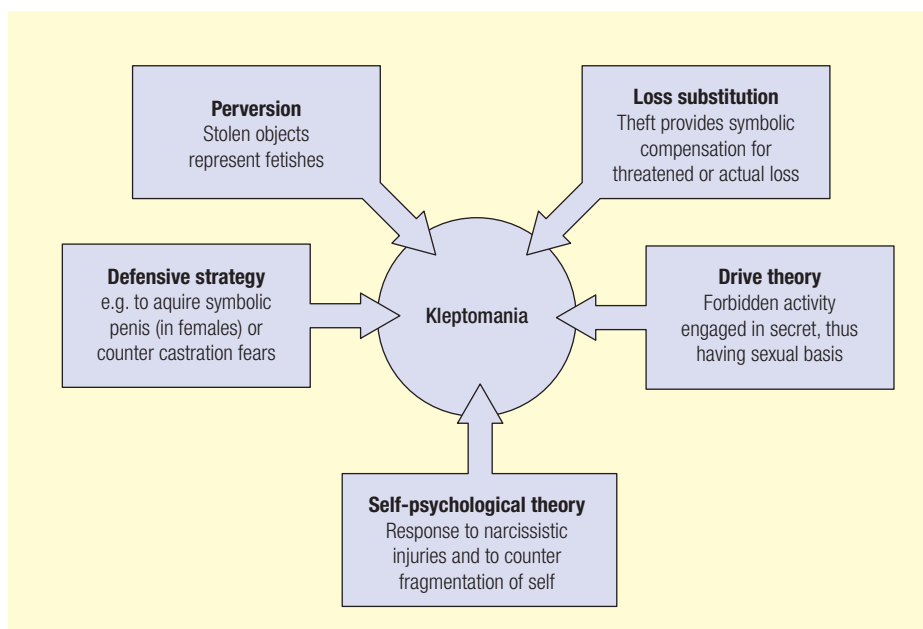 Perversion
Stolen objects
represent fetishes
Loss substitution
Theft provides symbolic
compensation for
threatened or actual loss
Defensive strategy
e.g. to aquire symbolic
penis (in females) or
counter castration fears
Kleptomania
Drive theory
Forbidden activity
engaged in secret, thus
having sexual basis
Self-psychological theory
Response to narcissistic
injuries and to counter
fragmentation of self